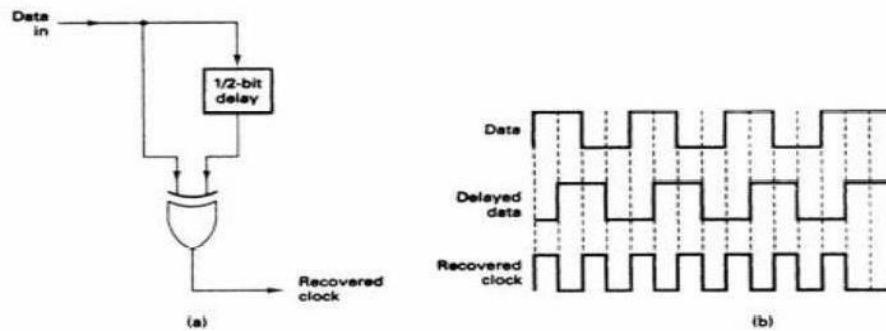 Data
in
1/2-bit
delay
Recovered
clock
(a)
Data
Delayed
data
Recovered
clock
(b)